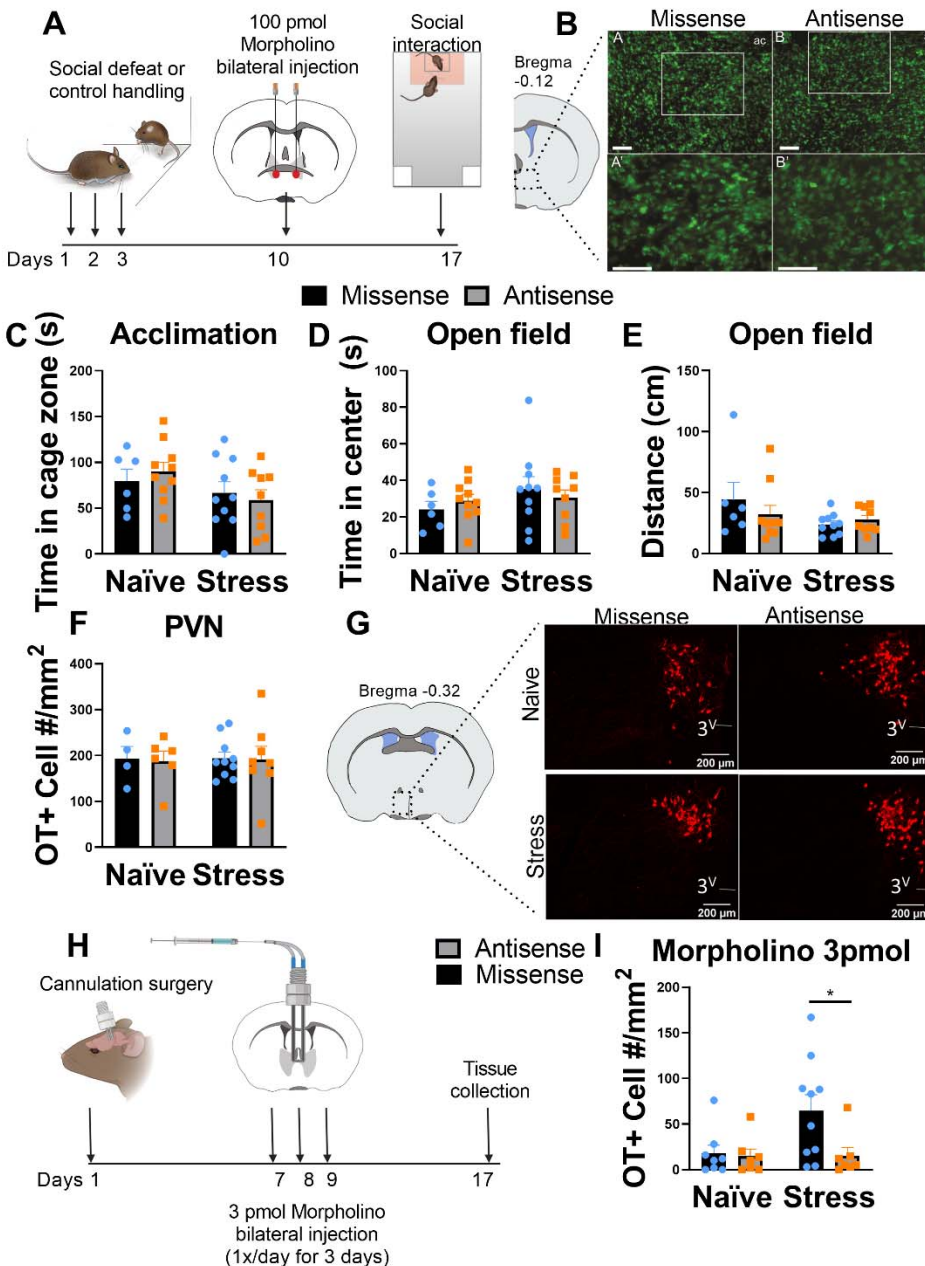 A
Social defeat or
control handling
100 pmol
Morpholino
bilateral injection
Social
interaction
Days 1 2 3 10 17
B
Missense Antisense
Bregma
-0.12
A ac B
A' B'
Missense Antisense
C Acclimation
Time in cage zone (s)
200
150
100
50
0
Naïve Stress
D Open field
Time in center (s)
100
80
60
40
20
0
Naïve Stress
E Open field
Distance (cm)
150
100
50
0
Naïve Stress
F PVN
OT+ Cell #/mm2
400
300
200
100
0
Naïve Stress
G
Bregma -0.32
Missense Antisense
Naive
3V 3V
200 µm 200 µm
Stress
3V 3V
200 µm 200 µm
H
Cannulation surgery
Tissue
collection
Days 1 7 8 9 17
3 pmol Morpholino
bilateral injection
(1x/day for 3 days)
Antisense
Missense
I Morpholino 3pmol
OT+ Cell #/mm2
200
150
100
50
0
*
Naïve Stress